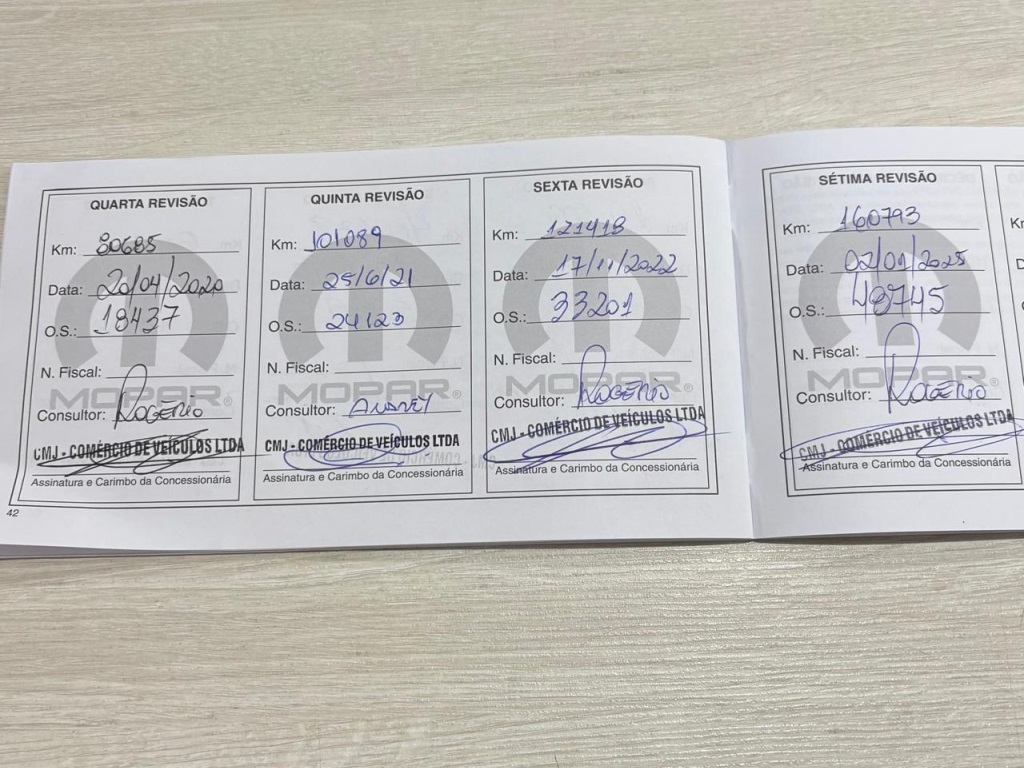 QUARTA REVISÃO
Km: 80685
Data: 20/04/2020
O.S.: 18437
N. Fiscal:
MOPAR®
Consultor: ROGERIO
CMJ - COMÉRCIO DE VEÍCULOS LTDA
Assinatura e Carimbo da Concessionária
42
QUINTA REVISÃO
Km: 101089
Data: 25/6/21
O.S.: 24123
N. Fiscal:
MOPAR®
Consultor: ANDREY
CMJ - COMÉRCIO DE VEÍCULOS LTDA
Assinatura e Carimbo da Concessionária
SEXTA REVISÃO
Km: 121418
Data: 17/11/2022
O.S.: 33201
N. Fiscal:
MOPAR®
Consultor: ROGERIO
CMJ - COMÉRCIO DE VEÍCULOS LTDA
Assinatura e Carimbo da Concessionária
SÉTIMA REVISÃO
Km: 160793
Data: 02/01/2025
O.S.: 48745
N. Fiscal:
MOPAR®
Consultor: ROGERIO
CMJ - COMÉRCIO DE VEÍCULOS LTDA
Assinatura e Carimbo da Concessionária